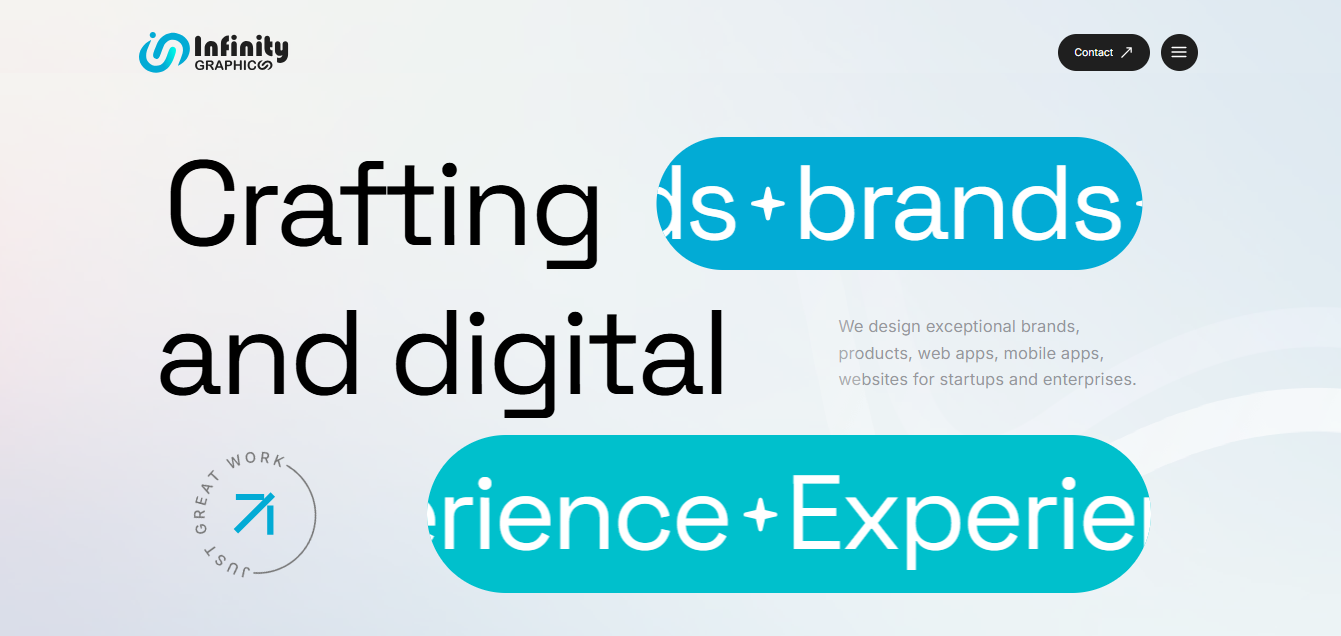 Infinity
GRAPHICS
Contact
Crafting
ds brands
and digital
We design exceptional brands,
products, web apps, mobile apps,
websites for startups and enterprises.
JUST GREAT WORK
erience Experien